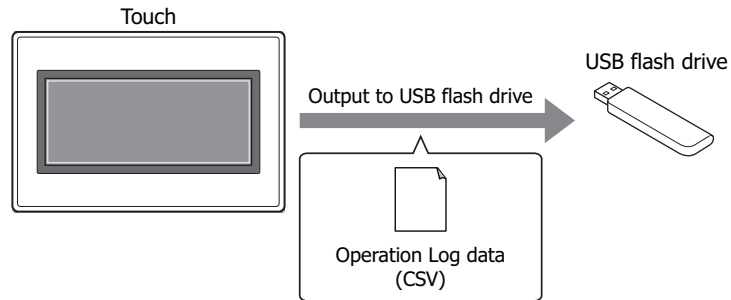 Touch
USB flash drive
Output to USB flash drive
Operation Log data
(CSV)